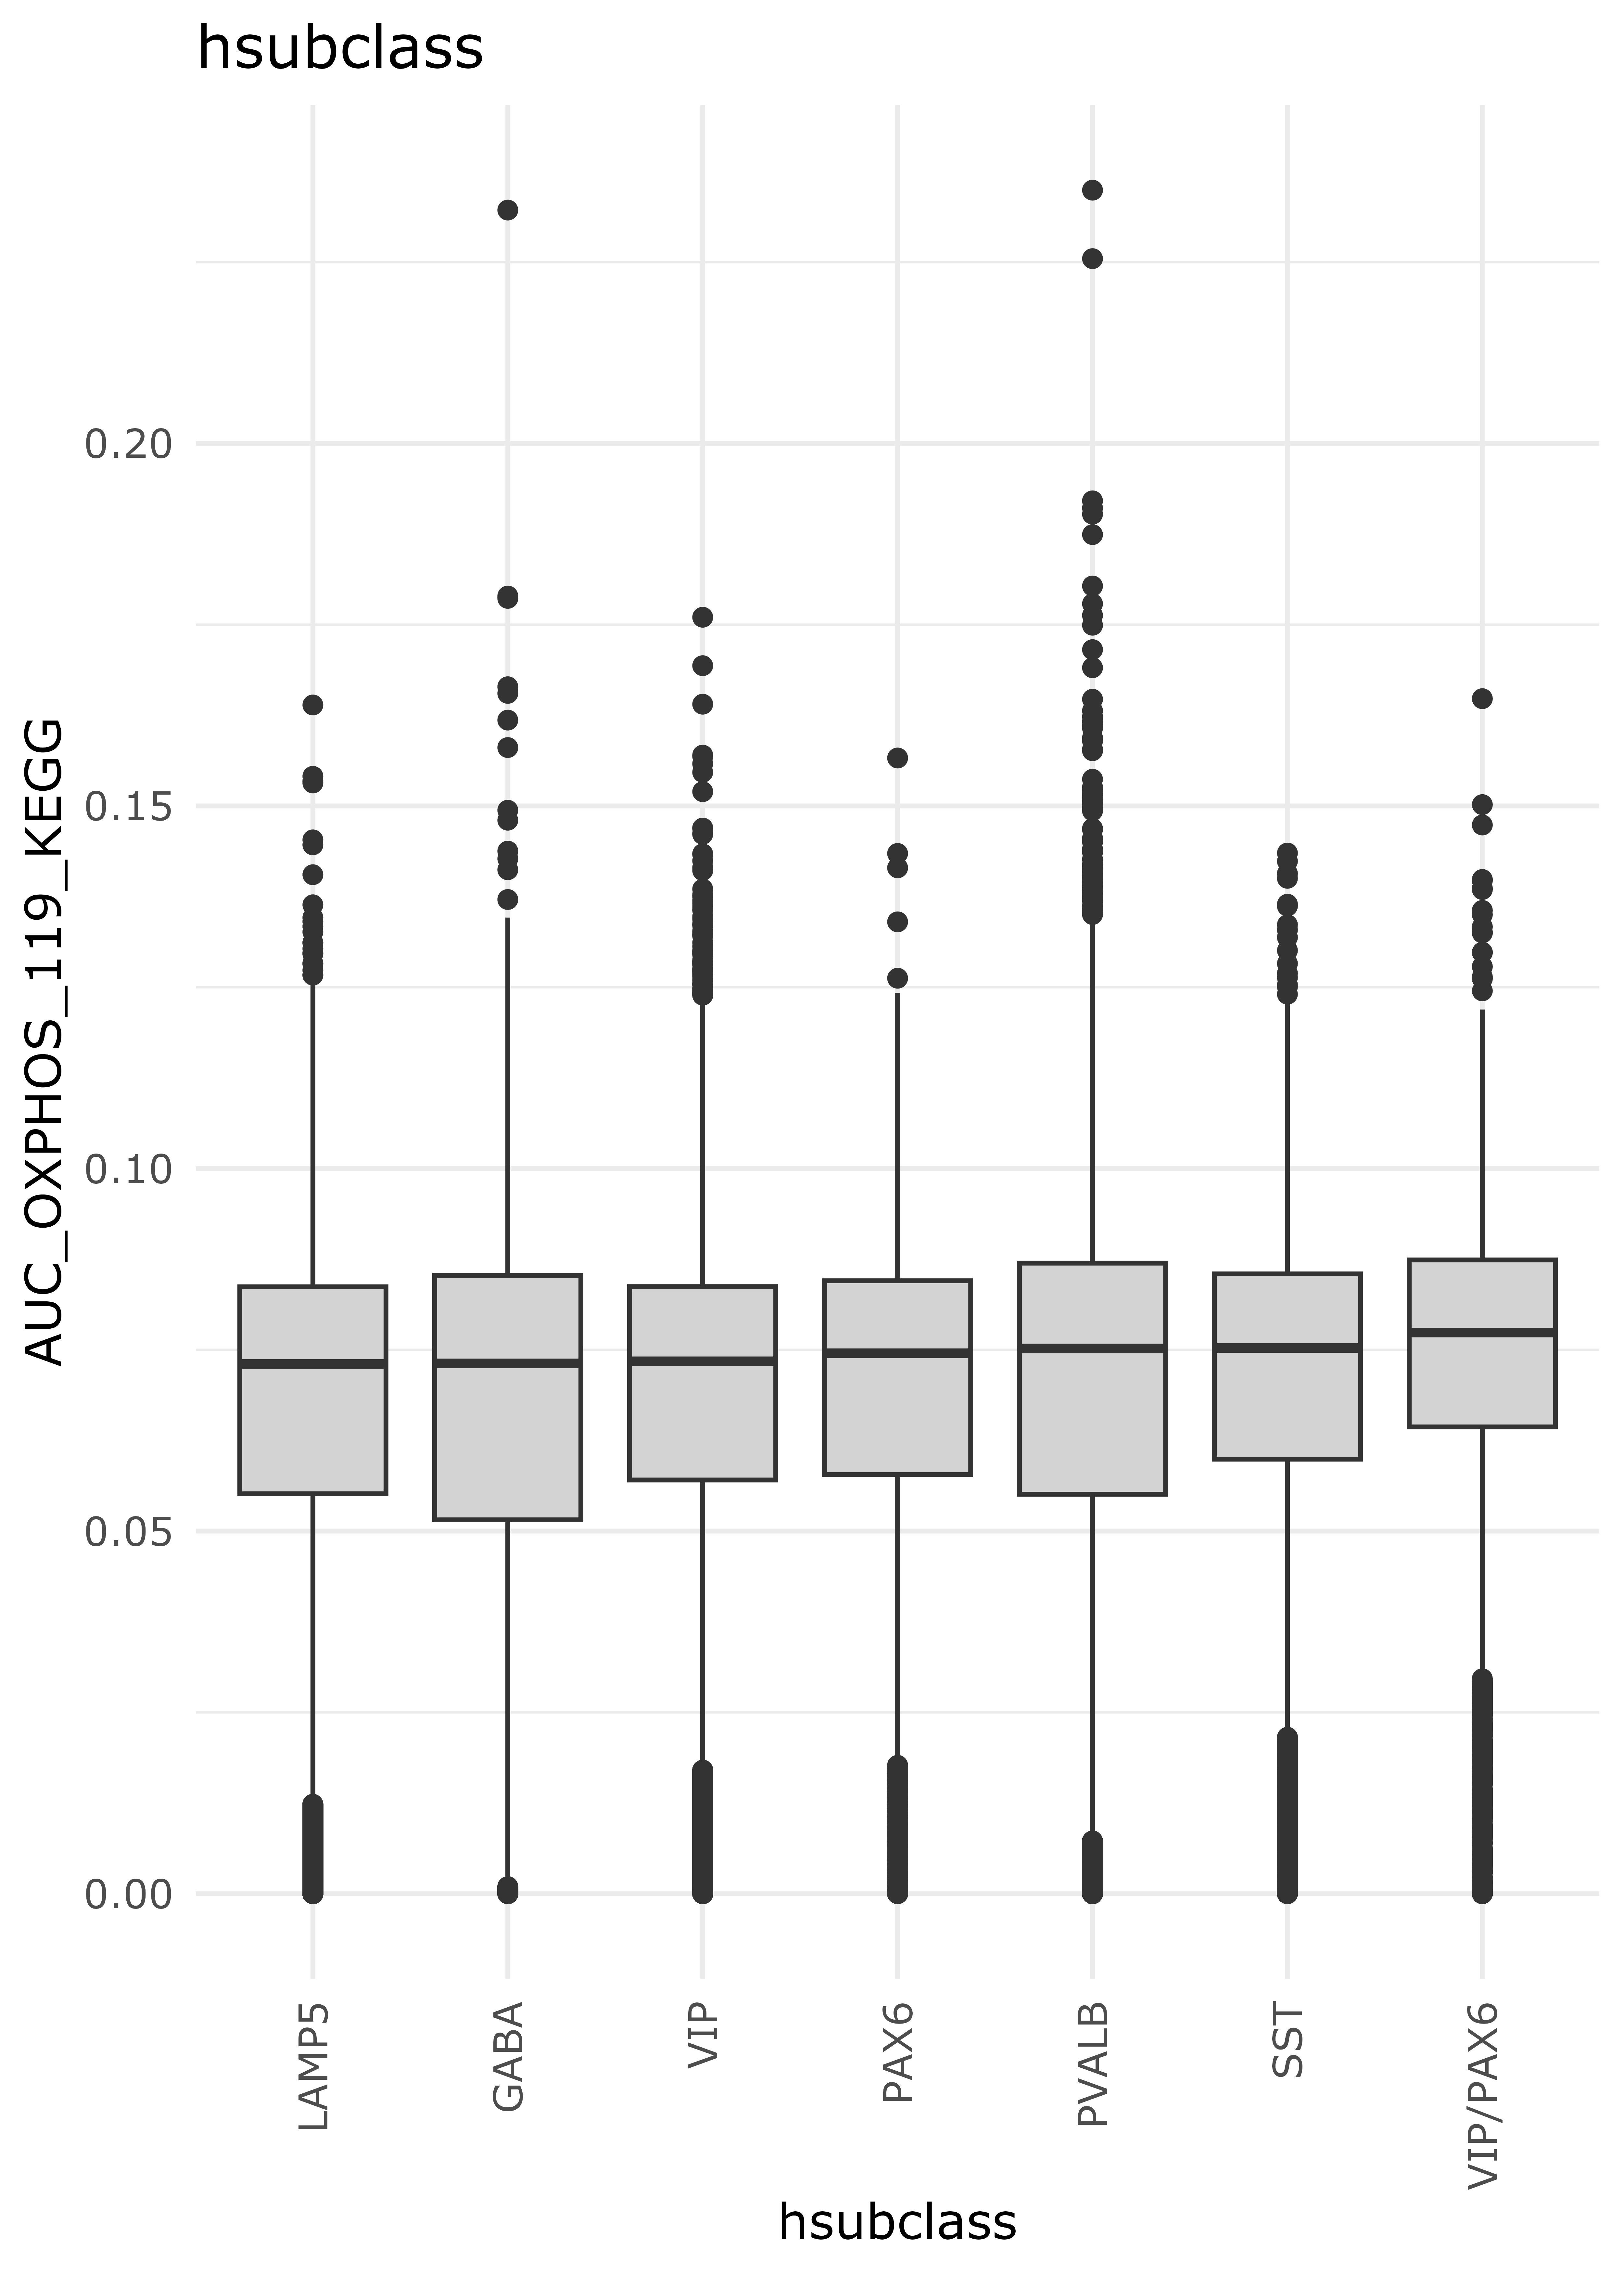 hsubclass
AUC_OXPHOS_119_KEGG
0.20
0.15
0.10
0.05
0.00
LAMP5
GABA
VIP
PAX6
PVALB
SST
VIP/PAX6
hsubclass